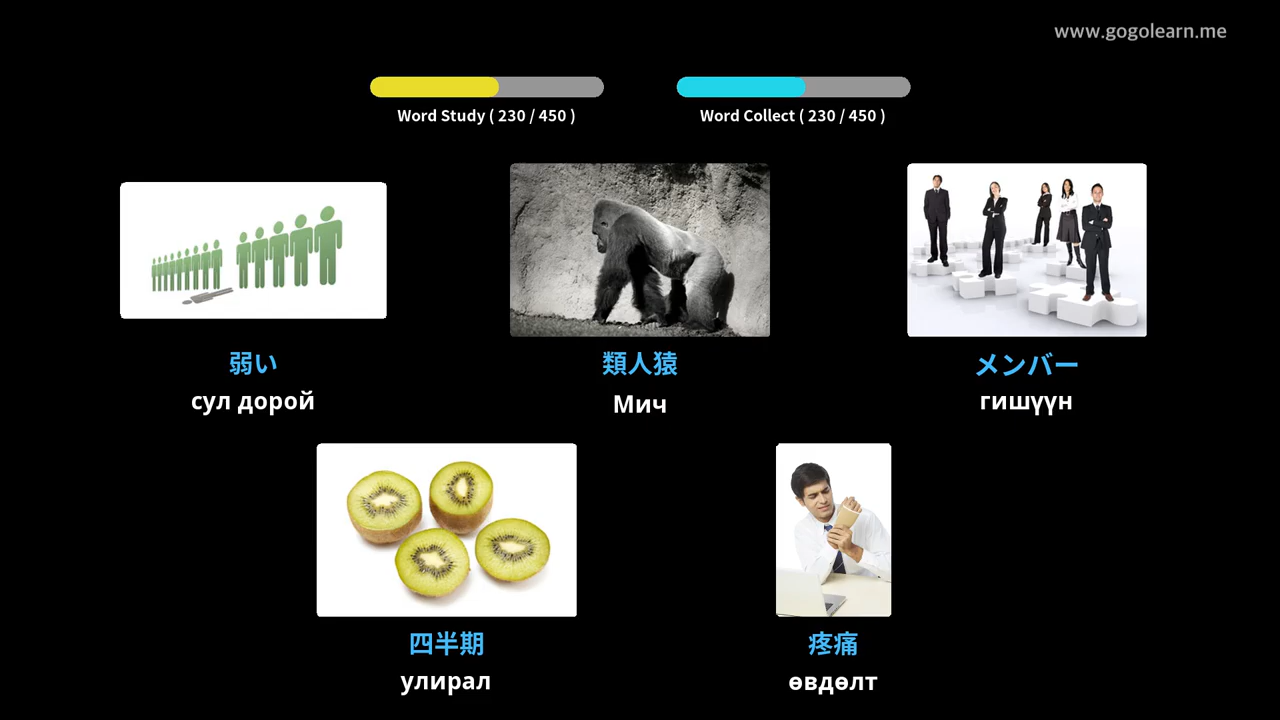 www.gogolearn.me
Word Study ( 230 / 450 )
Word Collect ( 230 / 450 )
弱い
сул дорой
類人猿
Мич
メンバー
гишүүн
四半期
улирал
疼痛
өвдөлт